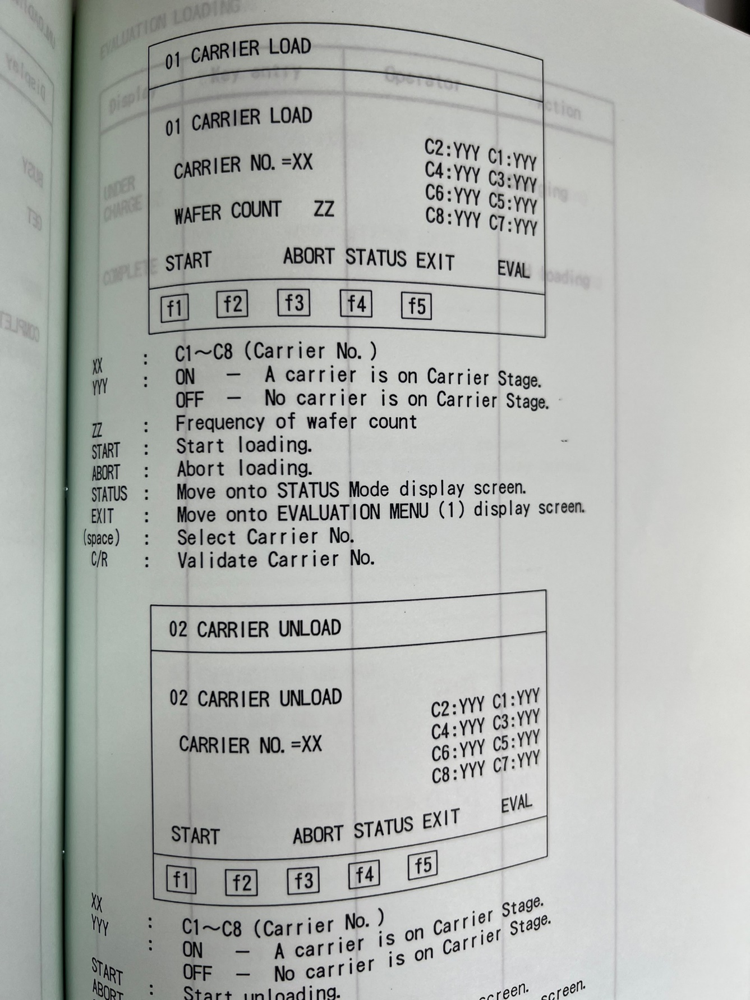 01 CARRIER LOAD
01 CARRIER LOAD
CARRIER NO. =XX
C2:YYY C1:YYY
C4:YYY C3:YYY
C6:YYY C5:YYY
WAFER COUNT ZZ
C8:YYY C7:YYY
START ABORT STATUS EXIT EVAL
f1 f2 f3 f4 f5
XX : C1~C8 (Carrier No. )
YYY : ON — A carrier is on Carrier Stage.
OFF — No carrier is on Carrier Stage.
ZZ : Frequency of wafer count
START : Start loading.
ABORT : Abort loading.
STATUS : Move onto STATUS Mode display screen.
EXIT : Move onto EVALUATION MENU (1) display screen.
(space) : Select Carrier No.
C/R : Validate Carrier No.
02 CARRIER UNLOAD
02 CARRIER UNLOAD
C2:YYY C1:YYY
C4:YYY C3:YYY
CARRIER NO. =XX
C6:YYY C5:YYY
C8:YYY C7:YYY
START ABORT STATUS EXIT EVAL
f1 f2 f3 f4 f5
XX : C1~C8 (Carrier No. )
YYY : ON — A carrier is on Carrier Stage.
OFF — No carrier is on Carrier Stage.
START : Start unloading.
ABORT screen.
screen.